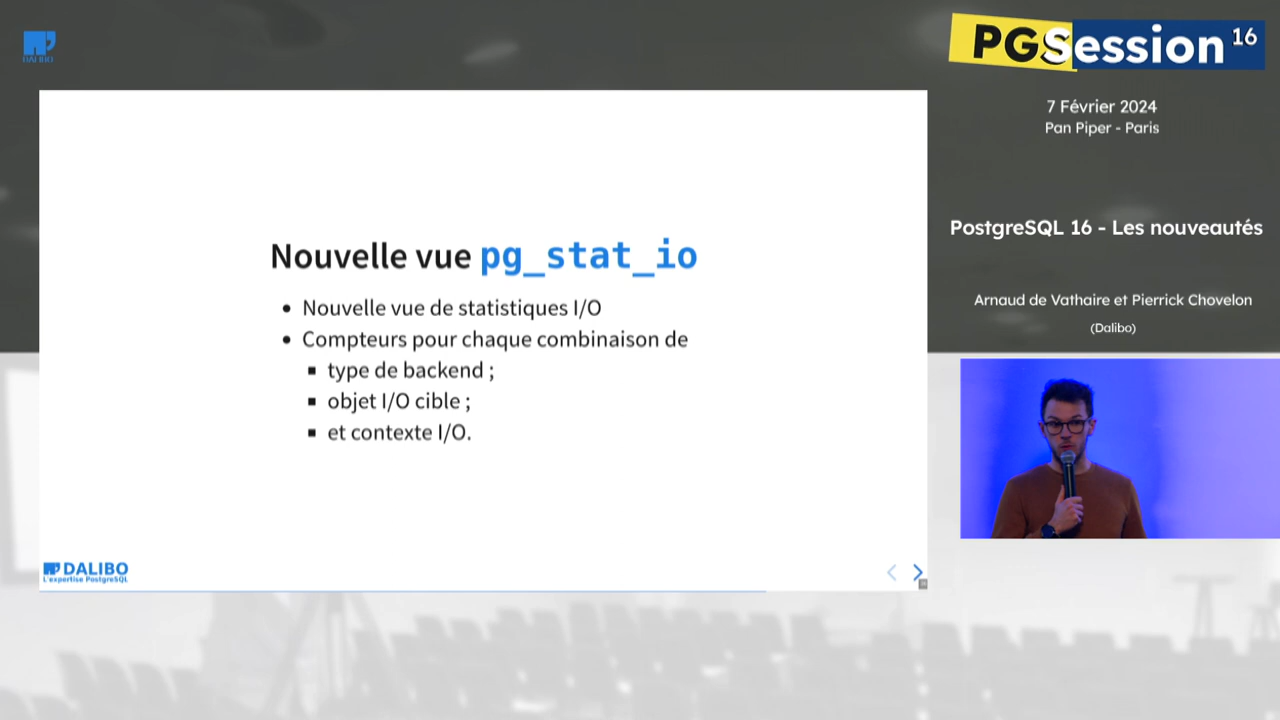 DALIBO
PGSession 16
7 Février 2024
Pan Piper - Paris
PostgreSQL 16 - Les nouveautés
Arnaud de Vathaire et Pierrick Chovelon
(Dalibo)
Nouvelle vue pg_stat_io
• Nouvelle vue de statistiques I/O
• Compteurs pour chaque combinaison de
▪ type de backend ;
▪ objet I/O cible ;
▪ et contexte I/O.
DALIBO
L'expertise PostgreSQL